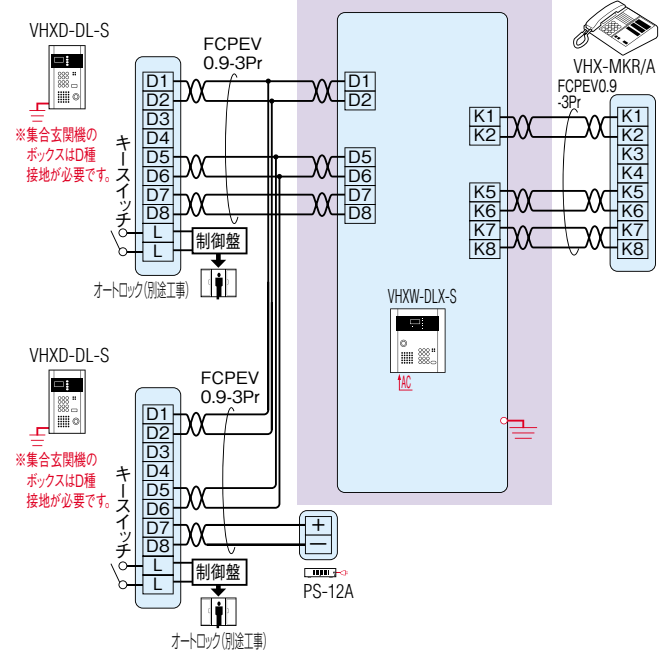 VHXD-DL-S
※集合玄関機の
ボックスはD種
接地が必要です。
キースイッチ
FCPEV
0.9-3Pr
D1
D2
D3
D4
D5
D6
D7
D8
L
L
制御盤
オートロック(別途工事)
D1
D2
D5
D6
D7
D8
VHXW-DLX-S
AC
K1
K2
K5
K6
K7
K8
VHX-MKR/A
FCPEV0.9
-3Pr
K1
K2
K3
K4
K5
K6
K7
K8
VHXD-DL-S
※集合玄関機の
ボックスはD種
接地が必要です。
キースイッチ
FCPEV
0.9-3Pr
D1
D2
D3
D4
D5
D6
D7
D8
L
L
制御盤
オートロック(別途工事)
+
−
PS-12A